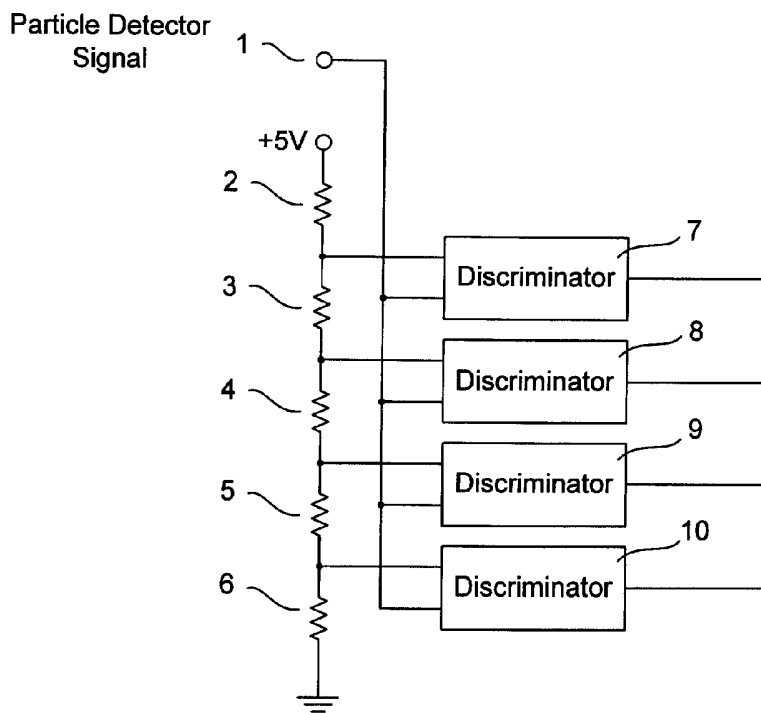 Particle Detector
Signal
1
+5V
2
7
Discriminator
3
8
Discriminator
4
9
Discriminator
5
10
Discriminator
6